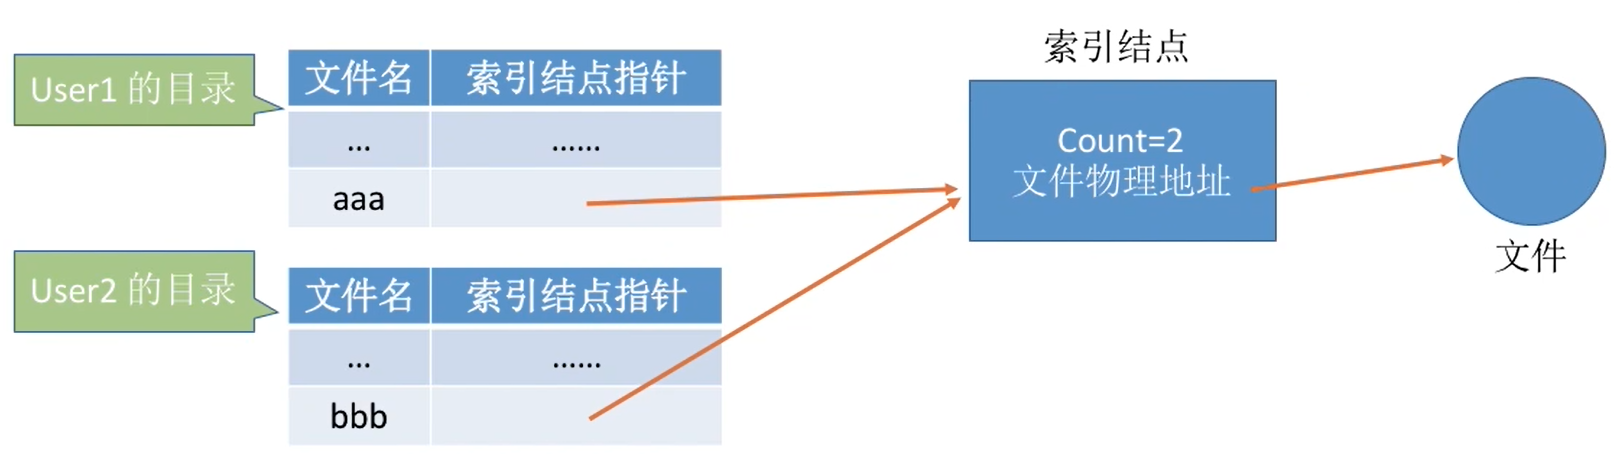 User1 的目录
文件名 索引结点指针
... ......
aaa
User2 的目录
文件名 索引结点指针
... ......
bbb
索引结点
Count=2
文件物理地址
文件